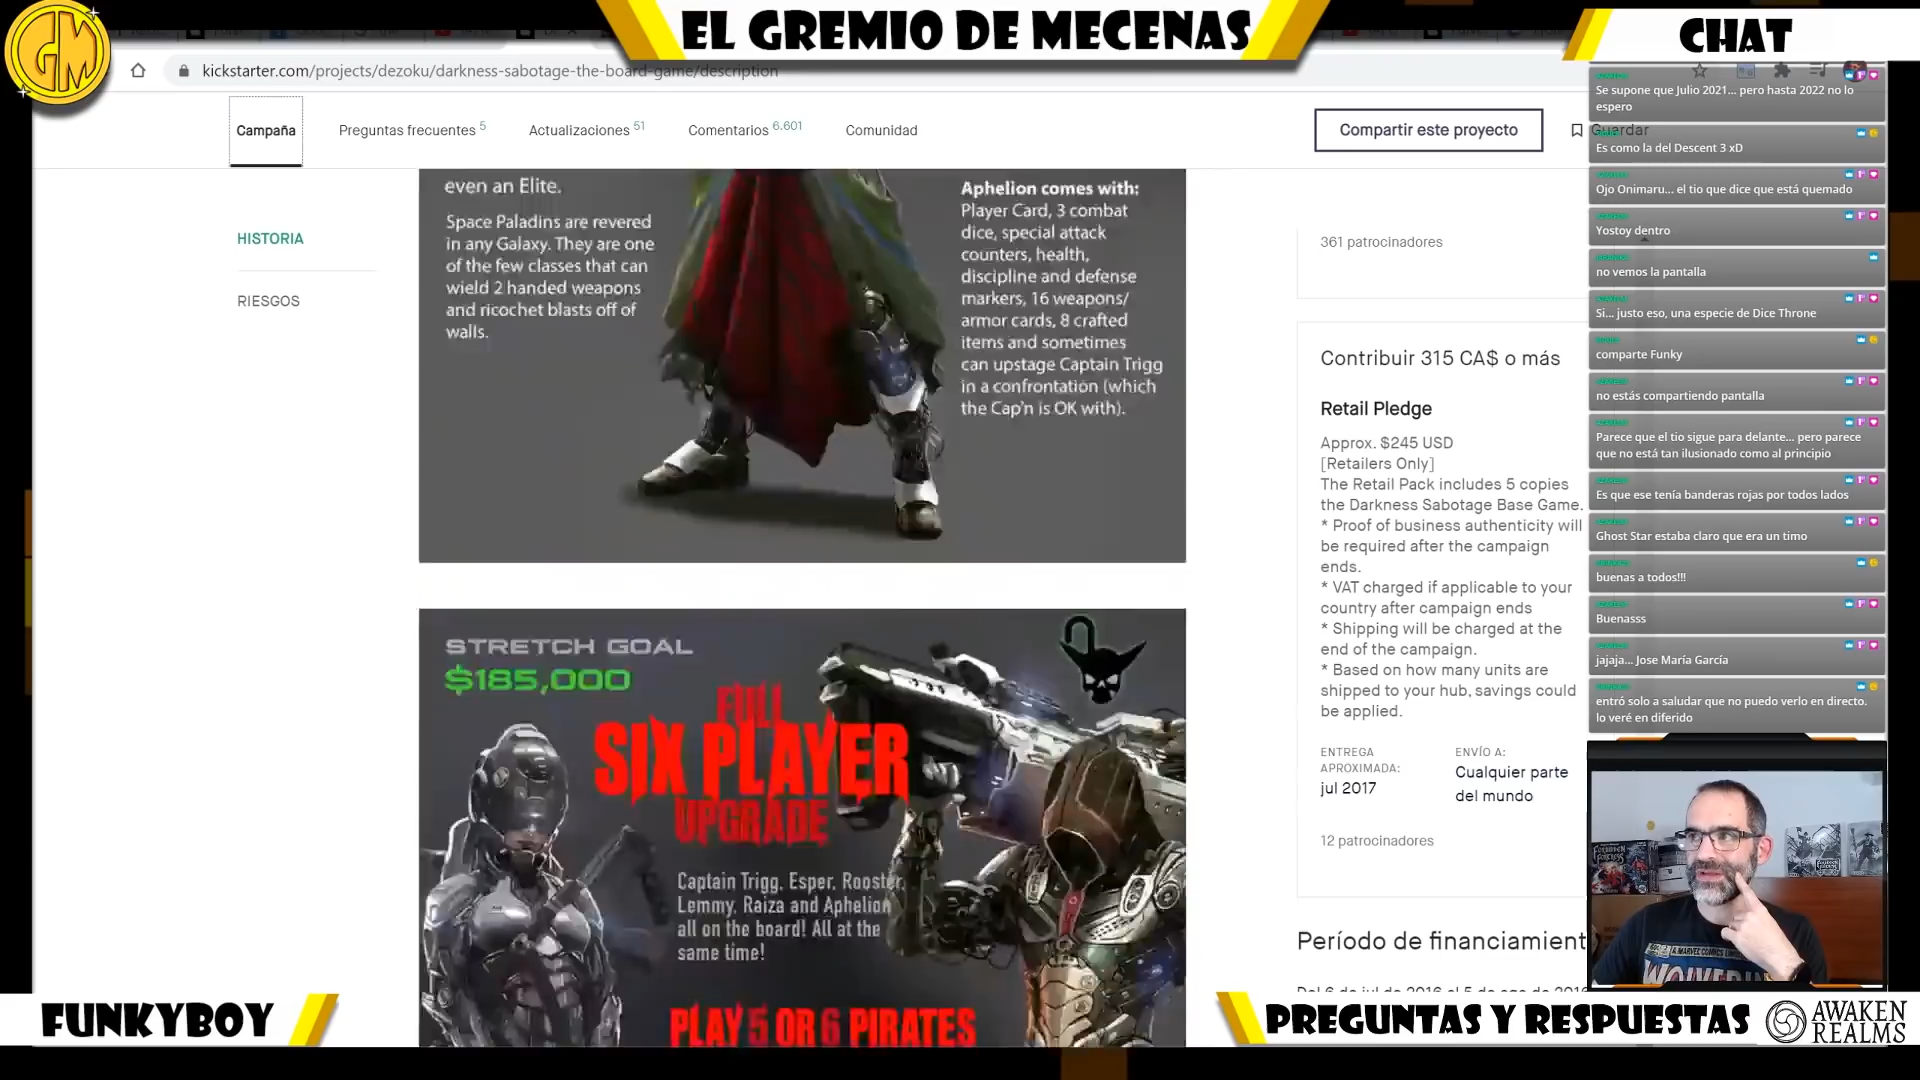 EL GREMIO DE MECENAS
CHAT
GM
kickstarter.com/projects/dezoku/darkness-sabotage-the-board-game/description
Campaña
Preguntas frecuentes 5
Actualizaciones 51
Comentarios 6.601
Comunidad
Compartir este proyecto
Guardar
HISTORIA
RIESGOS
even an Elite.
Space Paladins are revered
in any Galaxy. They are one
of the few classes that can
wield 2 handed weapons
and ricochet blasts off of
walls.
Aphelion comes with:
Player Card, 3 combat
dice, special attack
counters, health,
discipline and defense
markers, 16 weapons/
armor cards, 8 crafted
items and sometimes
can upstage Captain Trigg
in a confrontation (which
the Cap'n is OK with).
STRETCH GOAL
$185,000
FULL
SIX PLAYER
UPGRADE
Captain Trigg, Esper, Rooster,
Lemmy, Raiza and Aphelion
all on the board! All at the
same time!
PLAY 5 OR 6 PIRATES
361 patrocinadores
Contribuir 315 CA$ o más
Retail Pledge
Approx. $245 USD
[Retailers Only]
The Retail Pack includes 5 copies
the Darkness Sabotage Base Game.
* Proof of business authenticity will
be required after the campaign
ends.
* VAT charged if applicable to your
country after campaign ends
* Shipping will be charged at the
end of the campaign.
* Based on how many units are
shipped to your hub, savings could
be applied.
ENTREGA
APROXIMADA:
jul 2017
ENVÍO A:
Cualquier parte
del mundo
12 patrocinadores
Período de financiamient
Se supone que Julio 2021... pero hasta 2022 no lo
espero
Es como la del Descent 3 xD
Ojo Onimaru... el tio que dice que está quemado
Yostoy dentro
no vemos la pantalla
Si... justo eso, una especie de Dice Throne
comparte Funky
no estás compartiendo pantalla
Parece que el tio sigue para delante... pero parece
que no está tan ilusionado como al principio
Es que ese tenía banderas rojas por todos lados
Ghost Star estaba claro que era un timo
buenas a todos!!!
Buenasss
jajaja... Jose María García
entró solo a saludar que no puedo verlo en directo.
lo veré en diferido
FUNKYBOY
PREGUNTAS Y RESPUESTAS
AWAKEN
REALMS